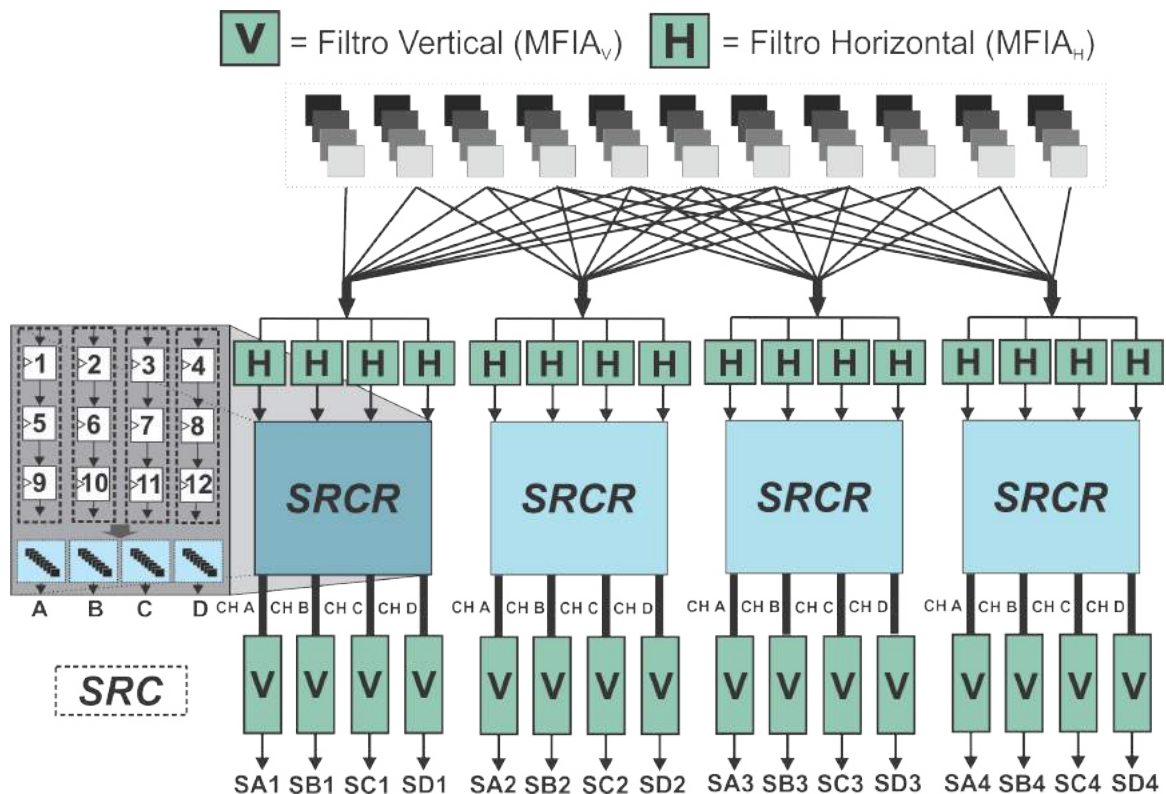 V = Filtro Vertical (MFIAV) H = Filtro Horizontal (MFIAH)
1 2 3 4
H H H H H H H H H H H H H H H H
5 6 7 8
9 10 11 12
SRCR SRCR SRCR SRCR
A B C D
CH A CH B CH C CH D CH A CH B CH C CH D CH A CH B CH C CH D CH A CH B CH C CH D
V V V V V V V V V V V V V V V V
SRC
SA1 SB1 SC1 SD1 SA2 SB2 SC2 SD2 SA3 SB3 SC3 SD3 SA4 SB4 SC4 SD4